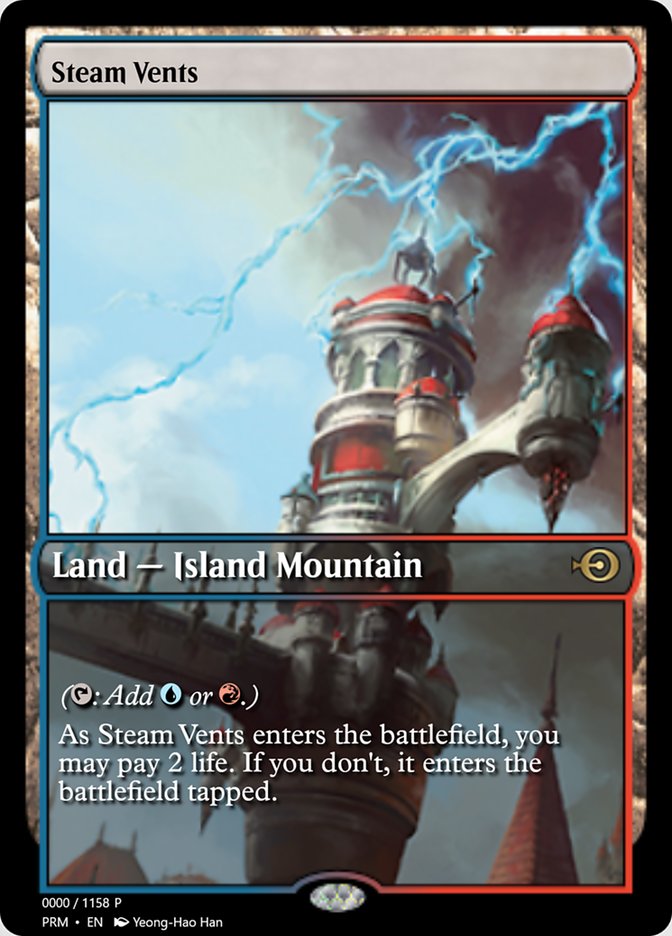 Steam Vents
Land — Island Mountain
(: Add or .)
As Steam Vents enters the battlefield, you
may pay 2 life. If you don't, it enters the
battlefield tapped.
0000 / 1158 P
PRM • EN Yeong-Hao Han